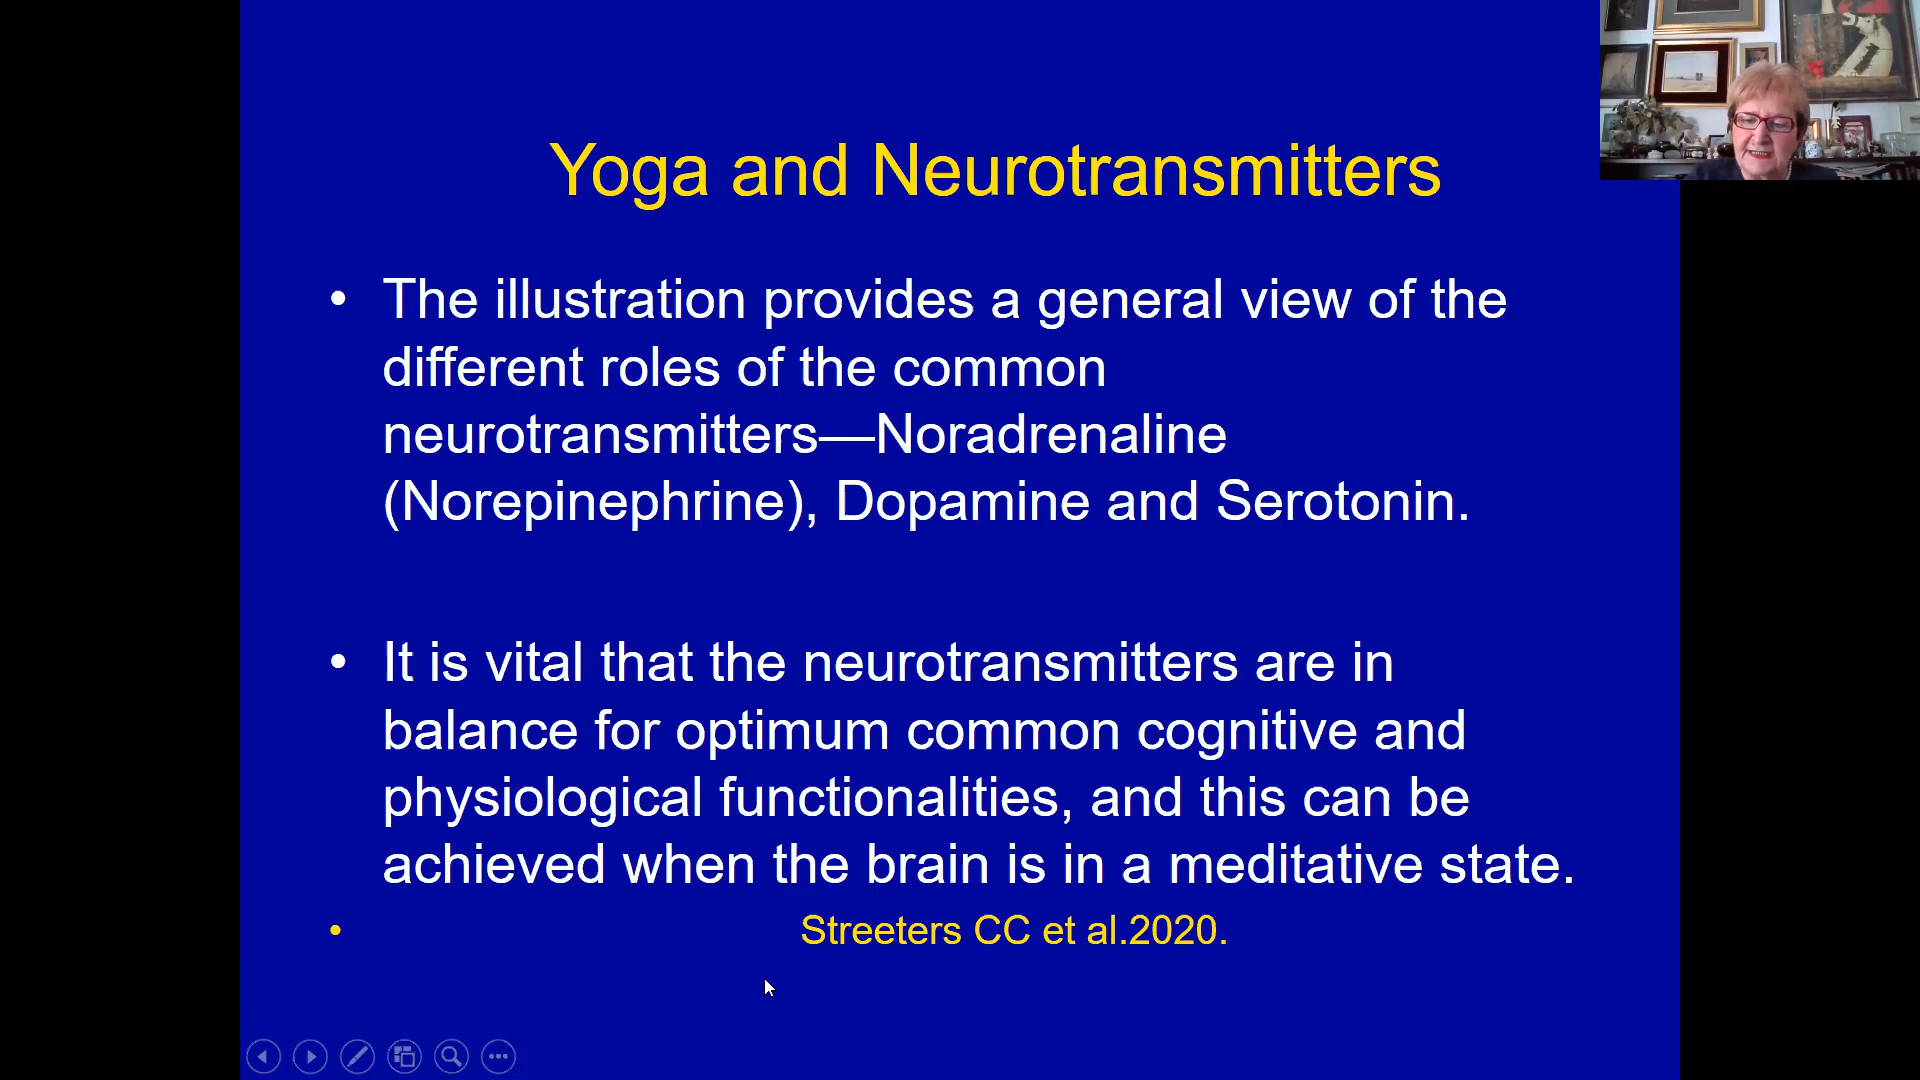 Yoga and Neurotransmitters
• The illustration provides a general view of the
different roles of the common
neurotransmitters—Noradrenaline
(Norepinephrine), Dopamine and Serotonin.
• It is vital that the neurotransmitters are in
balance for optimum common cognitive and
physiological functionalities, and this can be
achieved when the brain is in a meditative state.
• Streeters CC et al.2020.